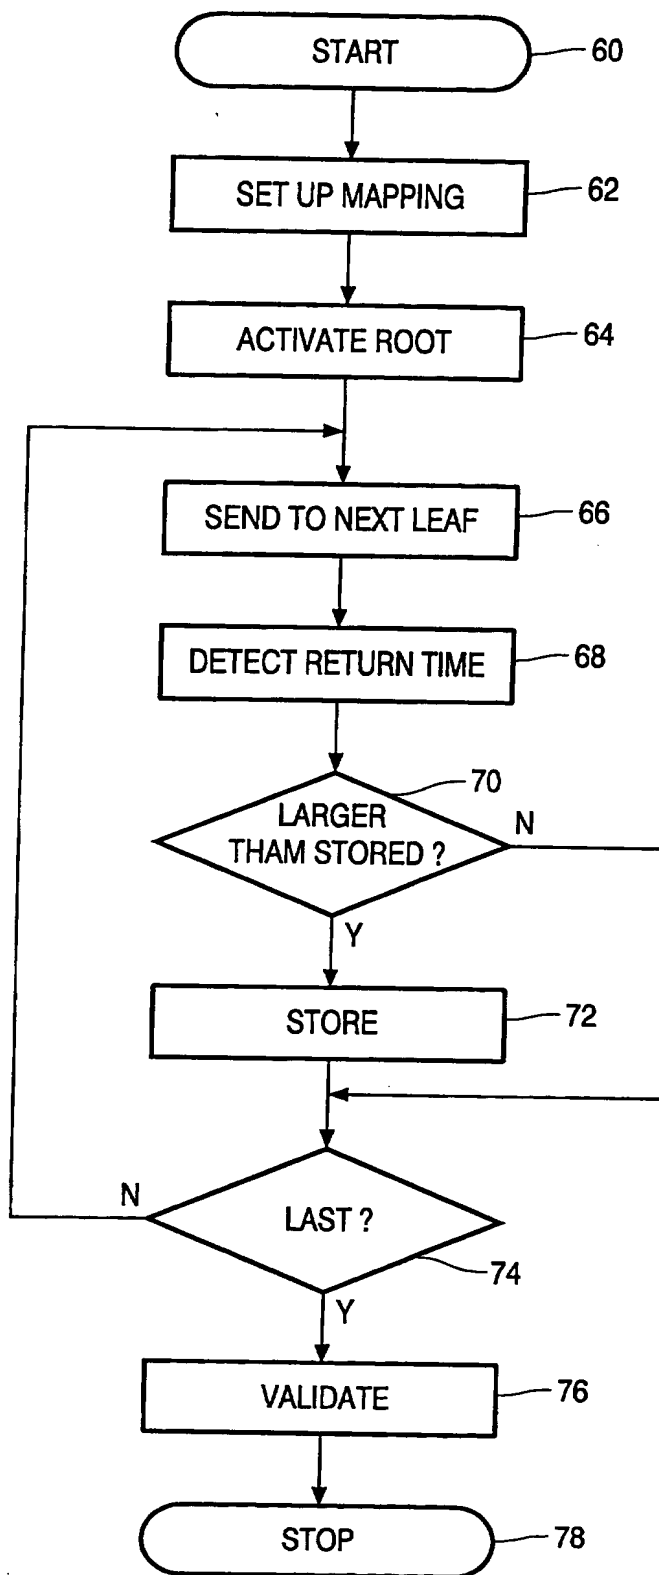 START
60
SET UP MAPPING
62
ACTIVATE ROOT
64
SEND TO NEXT LEAF
66
DETECT RETURN TIME
68
70
LARGER
THAM STORED ?
N
Y
STORE
72
N
LAST ?
74
Y
VALIDATE
76
STOP
78